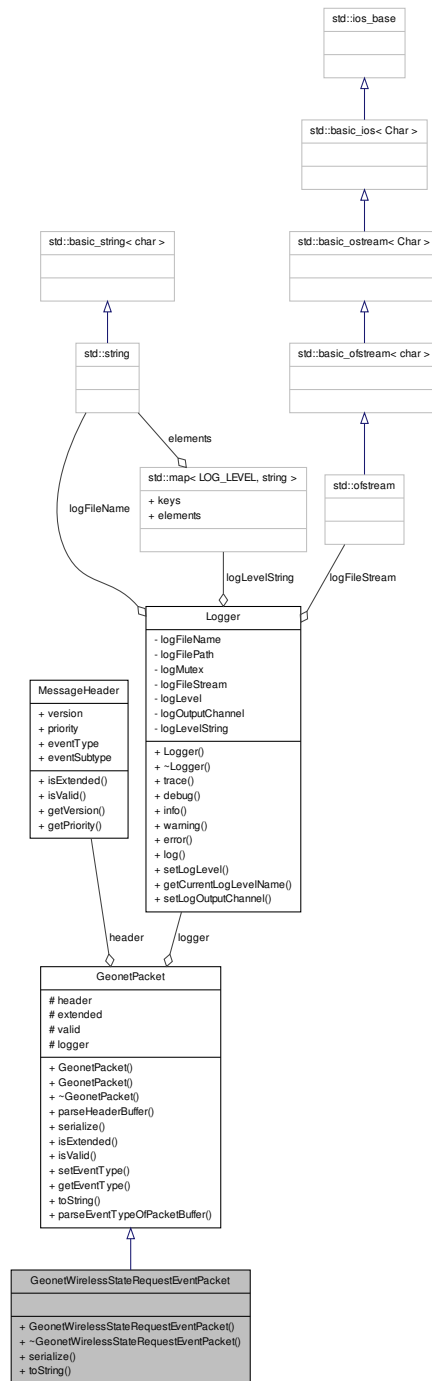 std::ios_base
std::basic_ios< Char >
std::basic_string< char >
std::basic_ostream< Char >
std::string
std::basic_ofstream< char >
elements
std::map< LOG_LEVEL, string >
+ keys
+ elements
std::ofstream
logFileName
logLevelString
logFileStream
Logger
- logFileName
- logFilePath
- logMutex
- logFileStream
- logLevel
- logOutputChannel
- logLevelString
+ Logger()
+ ~Logger()
+ trace()
+ debug()
+ info()
+ warning()
+ error()
+ log()
+ setLogLevel()
+ getCurrentLogLevelName()
+ setLogOutputChannel()
MessageHeader
+ version
+ priority
+ eventType
+ eventSubtype
+ isExtended()
+ isValid()
+ getVersion()
+ getPriority()
header
logger
GeonetPacket
# header
# extended
# valid
# logger
+ GeonetPacket()
+ GeonetPacket()
+ ~GeonetPacket()
+ parseHeaderBuffer()
+ serialize()
+ isExtended()
+ isValid()
+ setEventType()
+ getEventType()
+ toString()
+ parseEventTypeOfPacketBuffer()
GeonetWirelessStateRequestEventPacket
+ GeonetWirelessStateRequestEventPacket()
+ ~GeonetWirelessStateRequestEventPacket()
+ serialize()
+ toString()